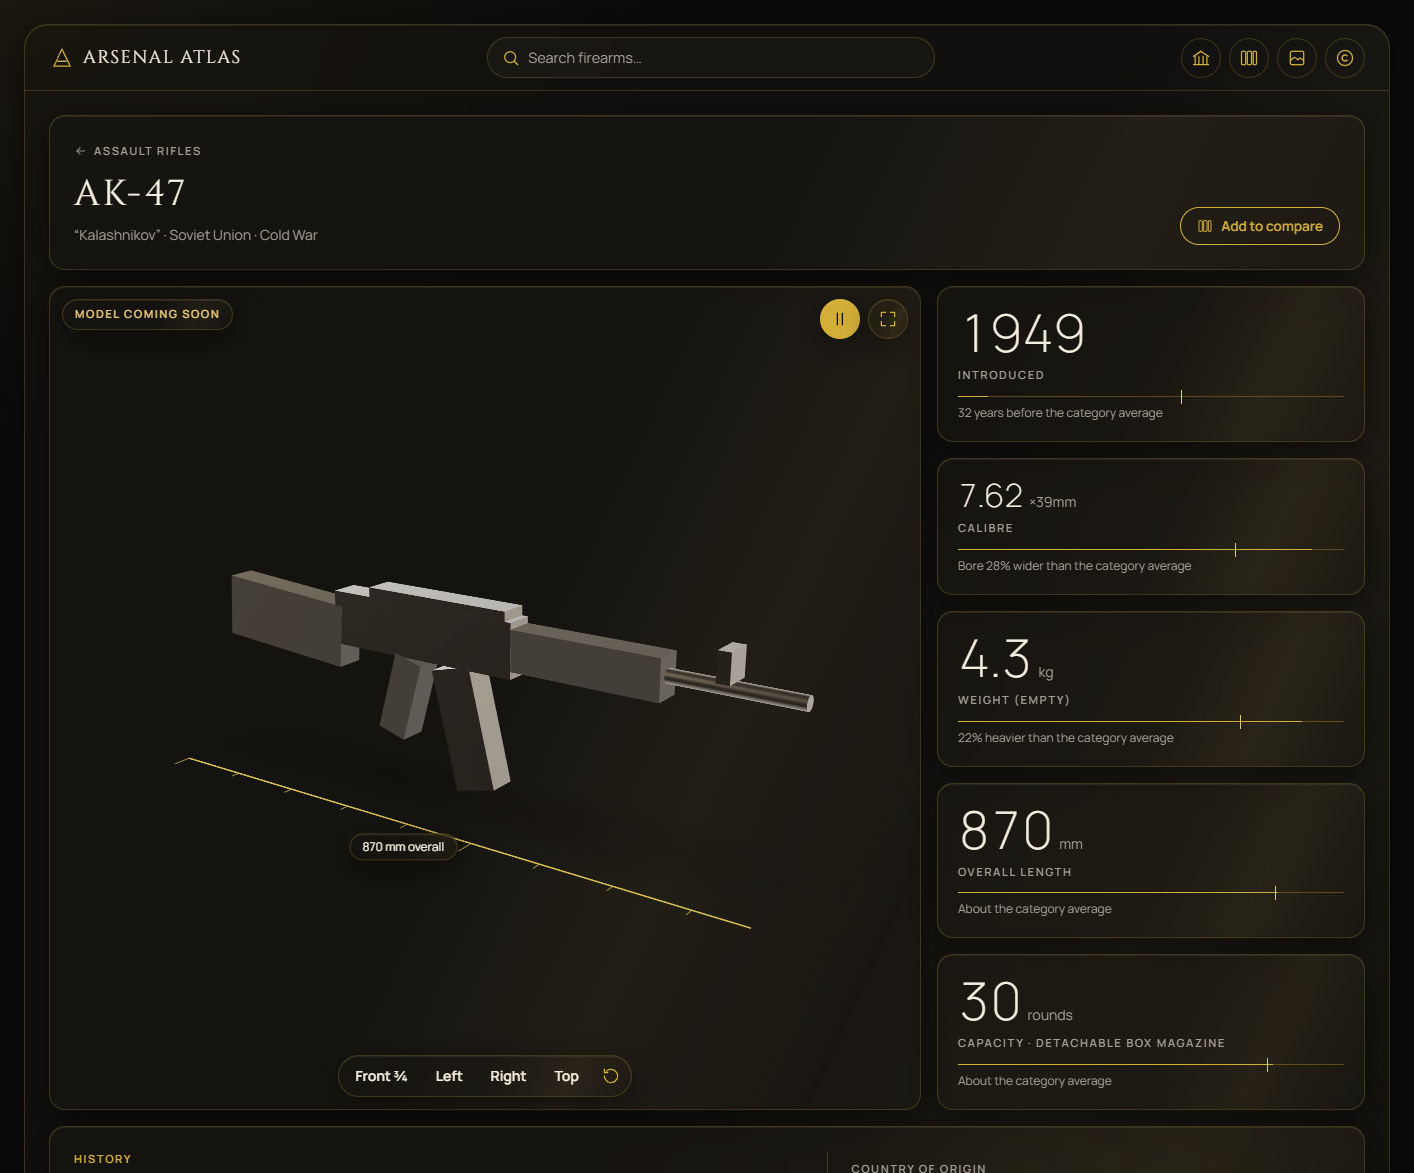 ARSENAL ATLAS
Search firearms...
← ASSAULT RIFLES
AK-47
“Kalashnikov” · Soviet Union · Cold War
Add to compare
MODEL COMING SOON
870 mm overall
Front ¾ Left Right Top
1949
INTRODUCED
32 years before the category average
7.62 ×39mm
CALIBRE
Bore 28% wider than the category average
4.3 kg
WEIGHT (EMPTY)
22% heavier than the category average
870 mm
OVERALL LENGTH
About the category average
30 rounds
CAPACITY · DETACHABLE BOX MAGAZINE
About the category average
HISTORY
COUNTRY OF ORIGIN